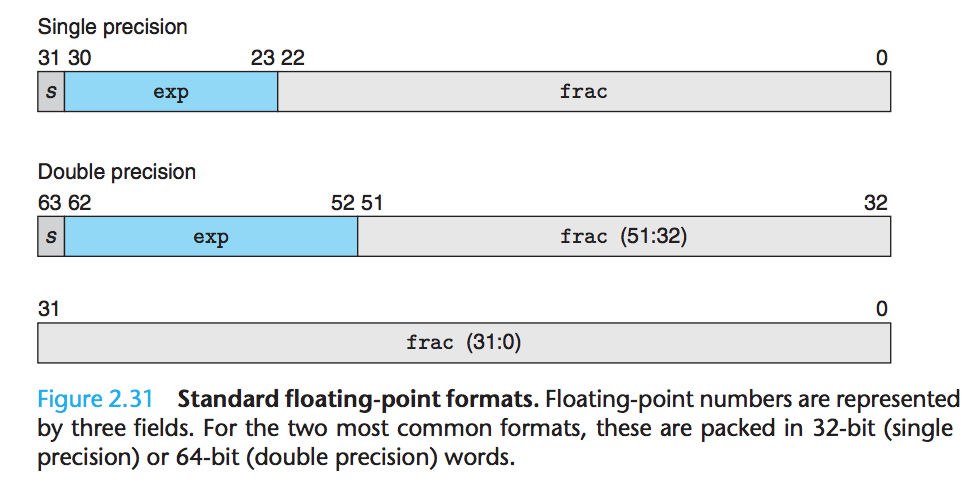 Single precision
31 30 23 22 0
s exp frac
Double precision
63 62 52 51 32
s exp frac (51:32)
31 0
frac (31:0)
Figure 2.31 Standard floating-point formats. Floating-point numbers are represented
by three fields. For the two most common formats, these are packed in 32-bit (single
precision) or 64-bit (double precision) words.